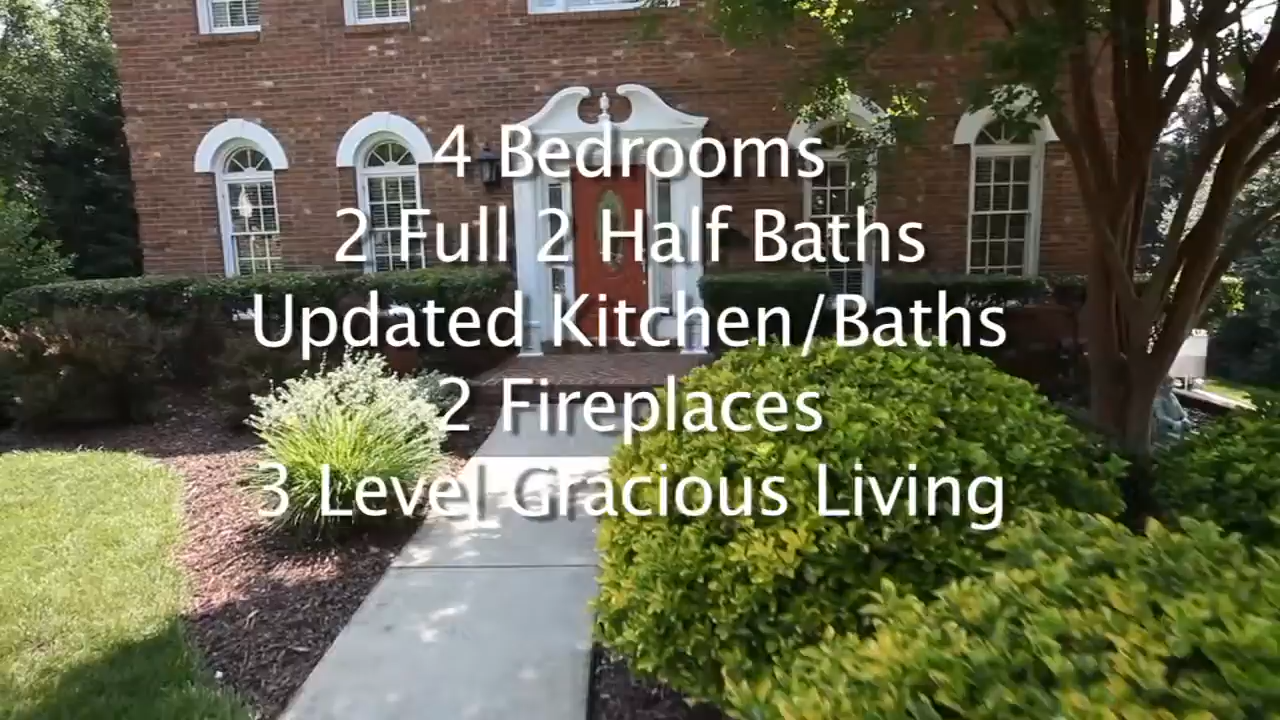 4 Bedrooms
2 Full 2 Half Baths
Updated Kitchen/Baths
2 Fireplaces
3 Level Gracious Living